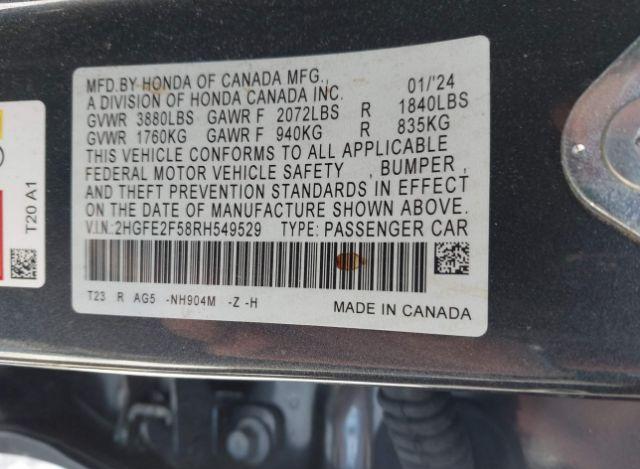 MFD.BY HONDA OF CANADA MFG., 01/'24
A DIVISION OF HONDA CANADA INC.
GVWR 3880LBS GAWR F 2072LBS R 1840LBS
GVWR 1760KG GAWR F 940KG R 835KG
THIS VEHICLE CONFORMS TO ALL APPLICABLE
FEDERAL MOTOR VEHICLE SAFETY , BUMPER,
AND THEFT PREVENTION STANDARDS IN EFFECT
ON THE DATE OF MANUFACTURE SHOWN ABOVE.
V.I.N:2HGFE2F58RH549529 TYPE: PASSENGER CAR
T23 R AG5 -NH904M -Z -H
MADE IN CANADA
T20 A1